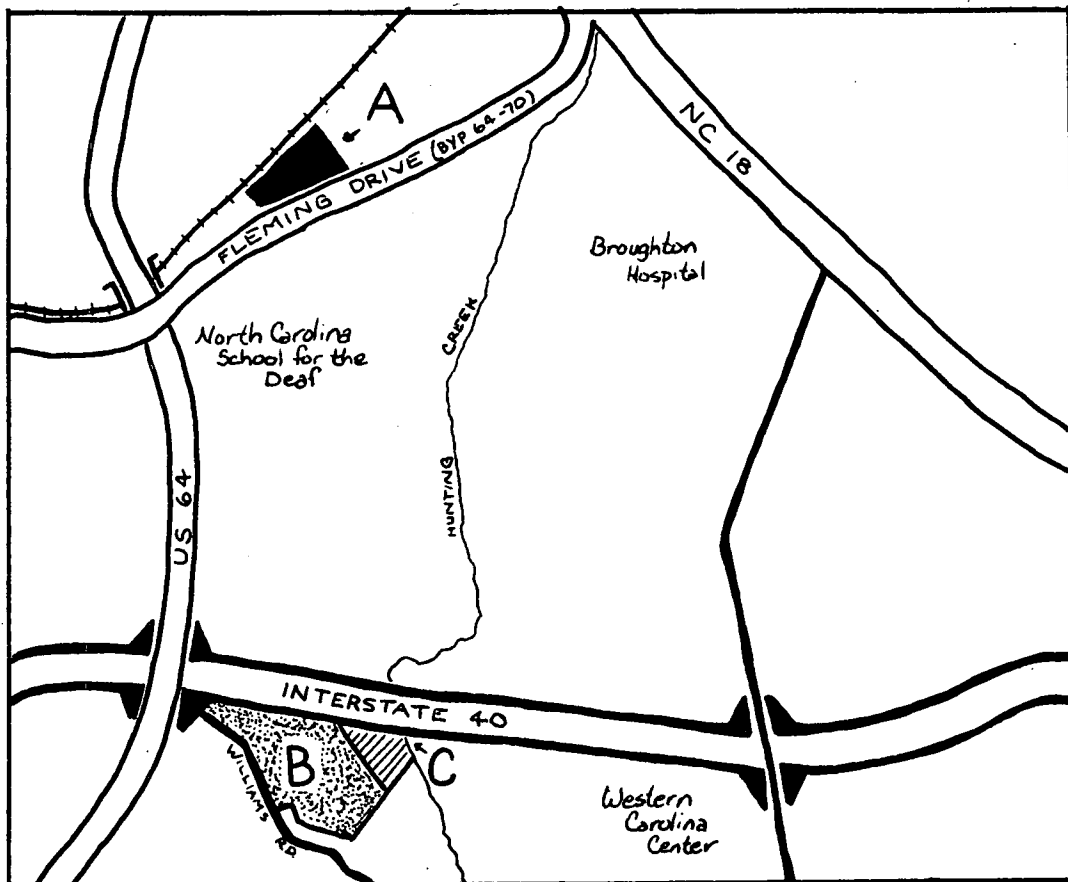 A
FLEMING DRIVE (BYP 64-70)
NC 18
Broughton
Hospital
CREEK
North Carolina
School for the
Deaf
HUNTING
US 64
INTERSTATE 40
B
C
WILLIAMS RD.
Western
Carolina
Center